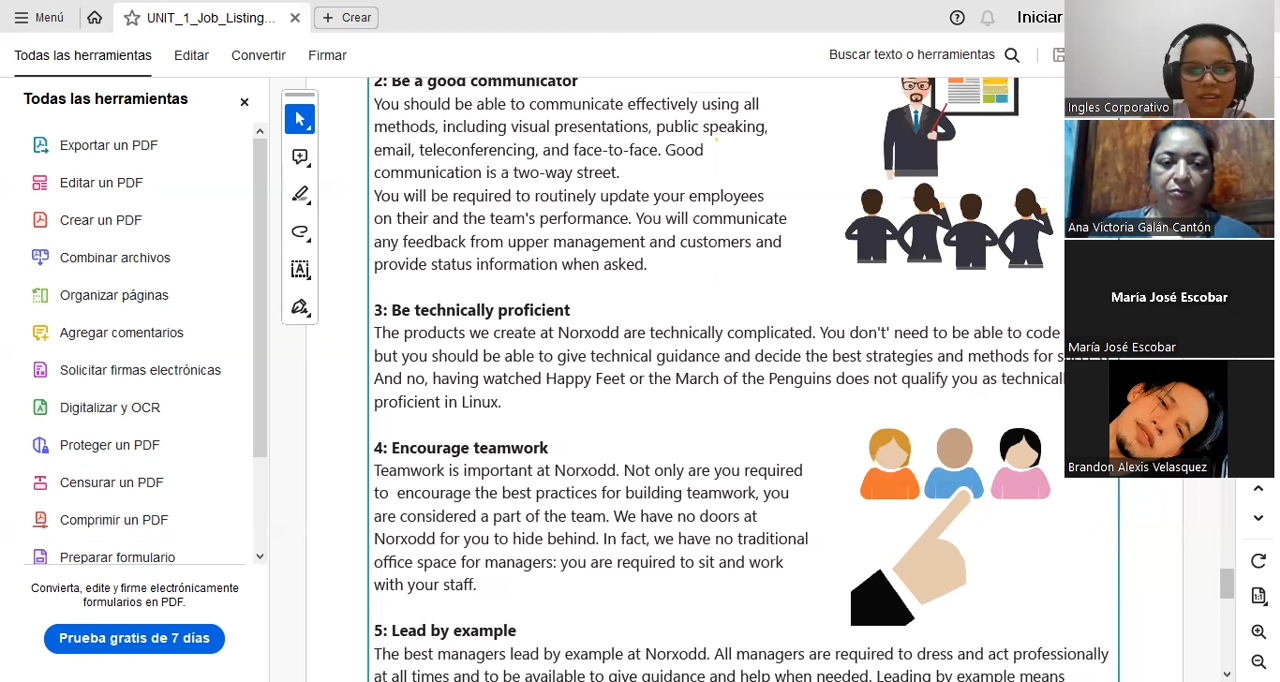 Menú
UNIT_1_Job_Listing...
Crear
Iniciar
Todas las herramientas
Editar
Convertir
Firmar
Buscar texto o herramientas
Todas las herramientas
Exportar un PDF
Editar un PDF
Crear un PDF
Combinar archivos
Organizar páginas
Agregar comentarios
Solicitar firmas electrónicas
Digitalizar y OCR
Proteger un PDF
Censurar un PDF
Comprimir un PDF
Preparar formulario
Convierta, edite y firme electrónicamente
formularios en PDF.
Prueba gratis de 7 días
2: Be a good communicator
You should be able to communicate effectively using all
methods, including visual presentations, public speaking,
email, teleconferencing, and face-to-face. Good
communication is a two-way street.
You will be required to routinely update your employees
on their and the team's performance. You will communicate
any feedback from upper management and customers and
provide status information when asked.
3: Be technically proficient
The products we create at Norxodd are technically complicated. You don't' need to be able to code
but you should be able to give technical guidance and decide the best strategies and methods for
And no, having watched Happy Feet or the March of the Penguins does not qualify you as
proficient in Linux.
4: Encourage teamwork
Teamwork is important at Norxodd. Not only are you required
to encourage the best practices for building teamwork, you
are considered a part of the team. We have no doors at
Norxodd for you to hide behind. In fact, we have no traditional
office space for managers: you are required to sit and work
with your staff.
5: Lead by example
The best managers lead by example at Norxodd. All managers are required to dress and act professionally
at all times and to be available to give guidance and help when needed. Leading by example means
Ingles Corporativo
Ana Victoria Galán Cantón
María José Escobar
María José Escobar
Brandon Alexis Velasquez